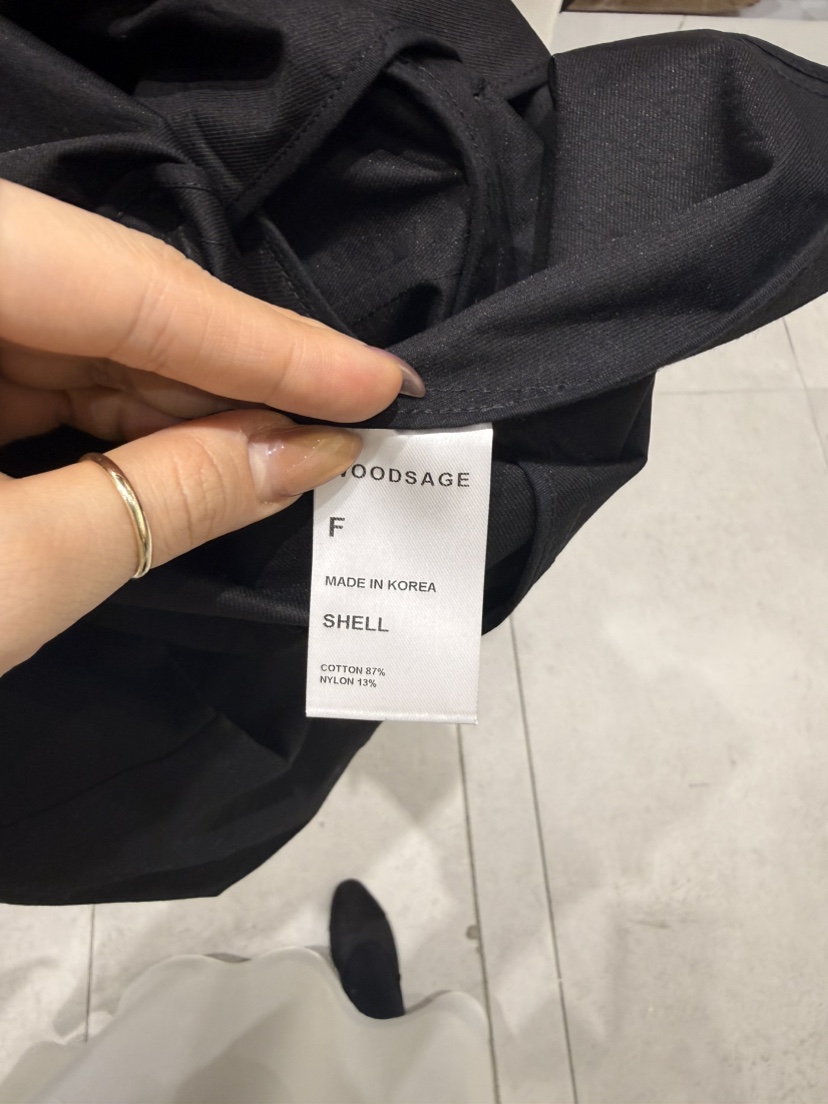 WOODSAGE
F
MADE IN KOREA
SHELL
COTTON 87%
NYLON 13%